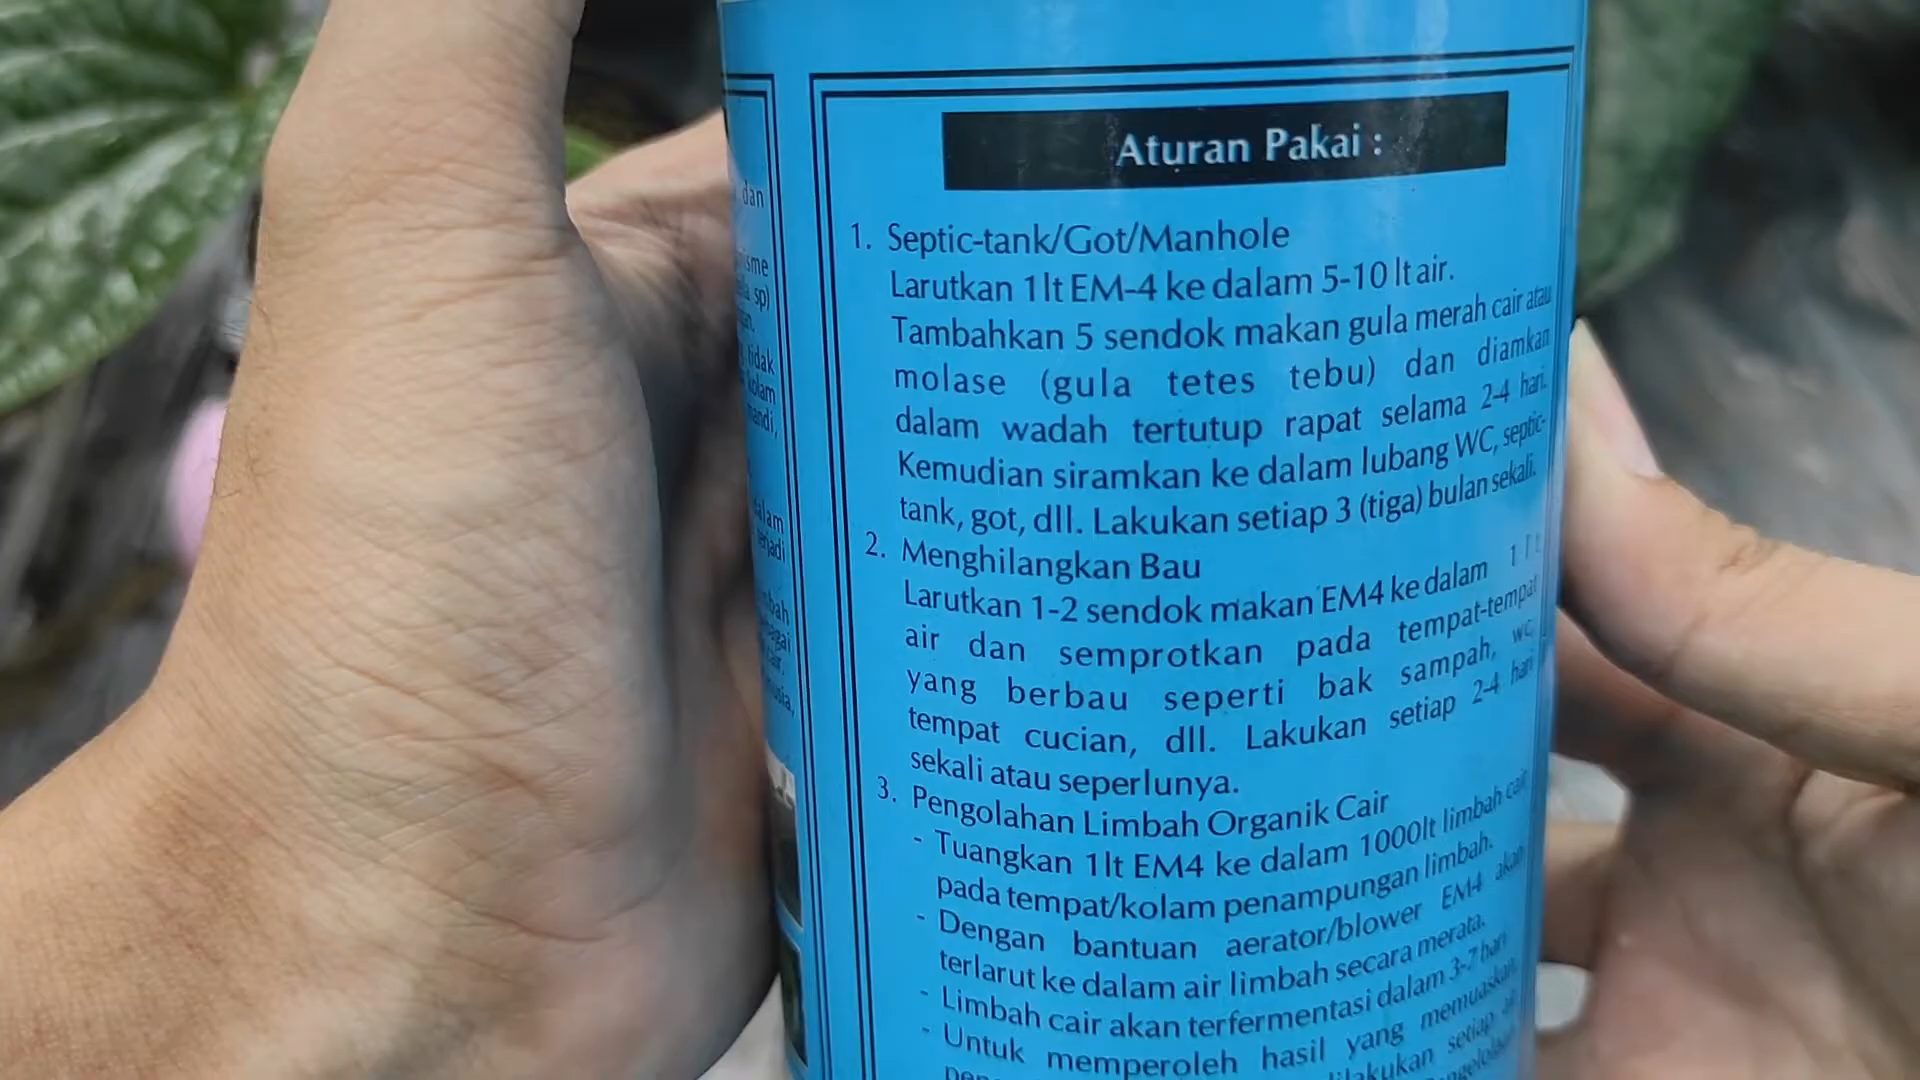 Aturan Pakai :
1. Septic-tank/Got/Manhole
Larutkan 1lt EM-4 ke dalam 5-10 lt air.
Tambahkan 5 sendok makan gula merah cair atau
molase (gula tetes tebu) dan diamkan
dalam wadah tertutup rapat selama 2-4 hari.
Kemudian siramkan ke dalam lubang WC, septic-
tank, got, dll. Lakukan setiap 3 (tiga) bulan sekali.
2. Menghilangkan Bau
Larutkan 1-2 sendok makan EM4 ke dalam 1 lt
air dan semprotkan pada tempat-tempat
yang berbau seperti bak sampah, wc,
tempat cucian, dll. Lakukan setiap 2-4 hari
sekali atau seperlunya.
3. Pengolahan Limbah Organik Cair
- Tuangkan 1lt EM4 ke dalam 1000lt limbah cair
pada tempat/kolam penampungan limbah.
- Dengan bantuan aerator/blower EM4 akan
terlarut ke dalam air limbah secara merata.
- Limbah cair akan terfermentasi dalam 3-7 hari
- Untuk memperoleh hasil yang memuaskan,
setiap
dan
sp)
tidak
kolam